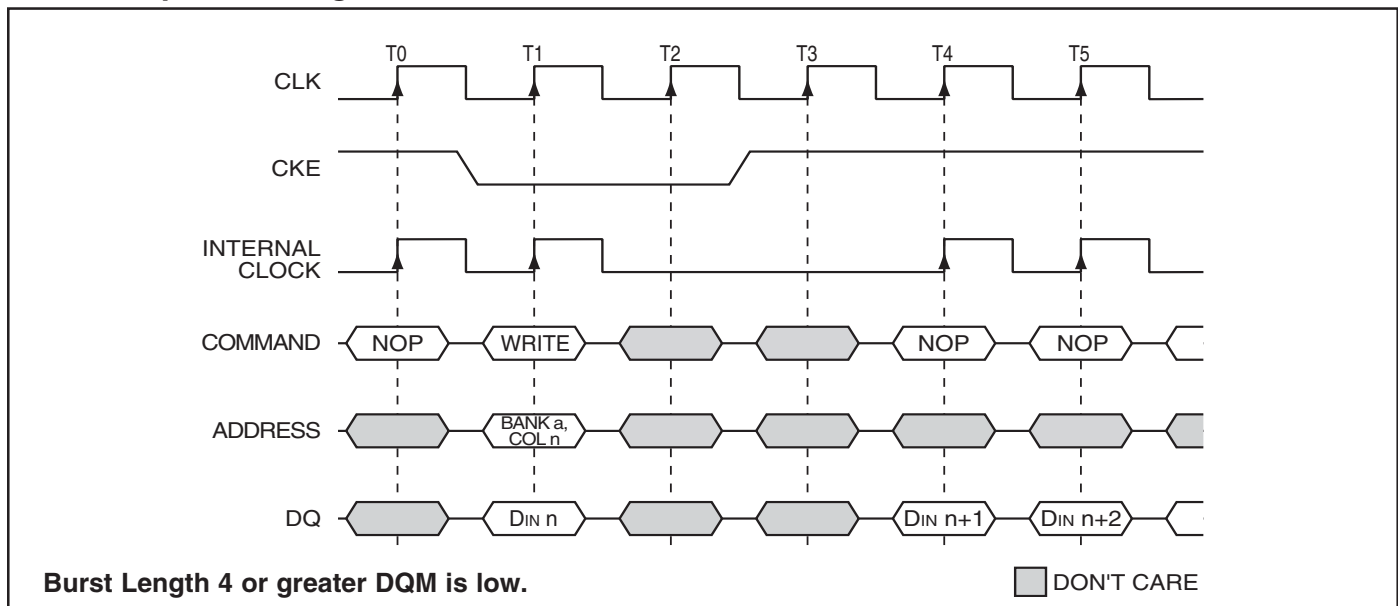 T0 T1 T2 T3 T4 T5
CLK
CKE
INTERNAL
CLOCK
COMMAND NOP WRITE NOP NOP
ADDRESS BANK a,
COL n
DQ DIN n DIN n+1 DIN n+2
Burst Length 4 or greater DQM is low. DON'T CARE